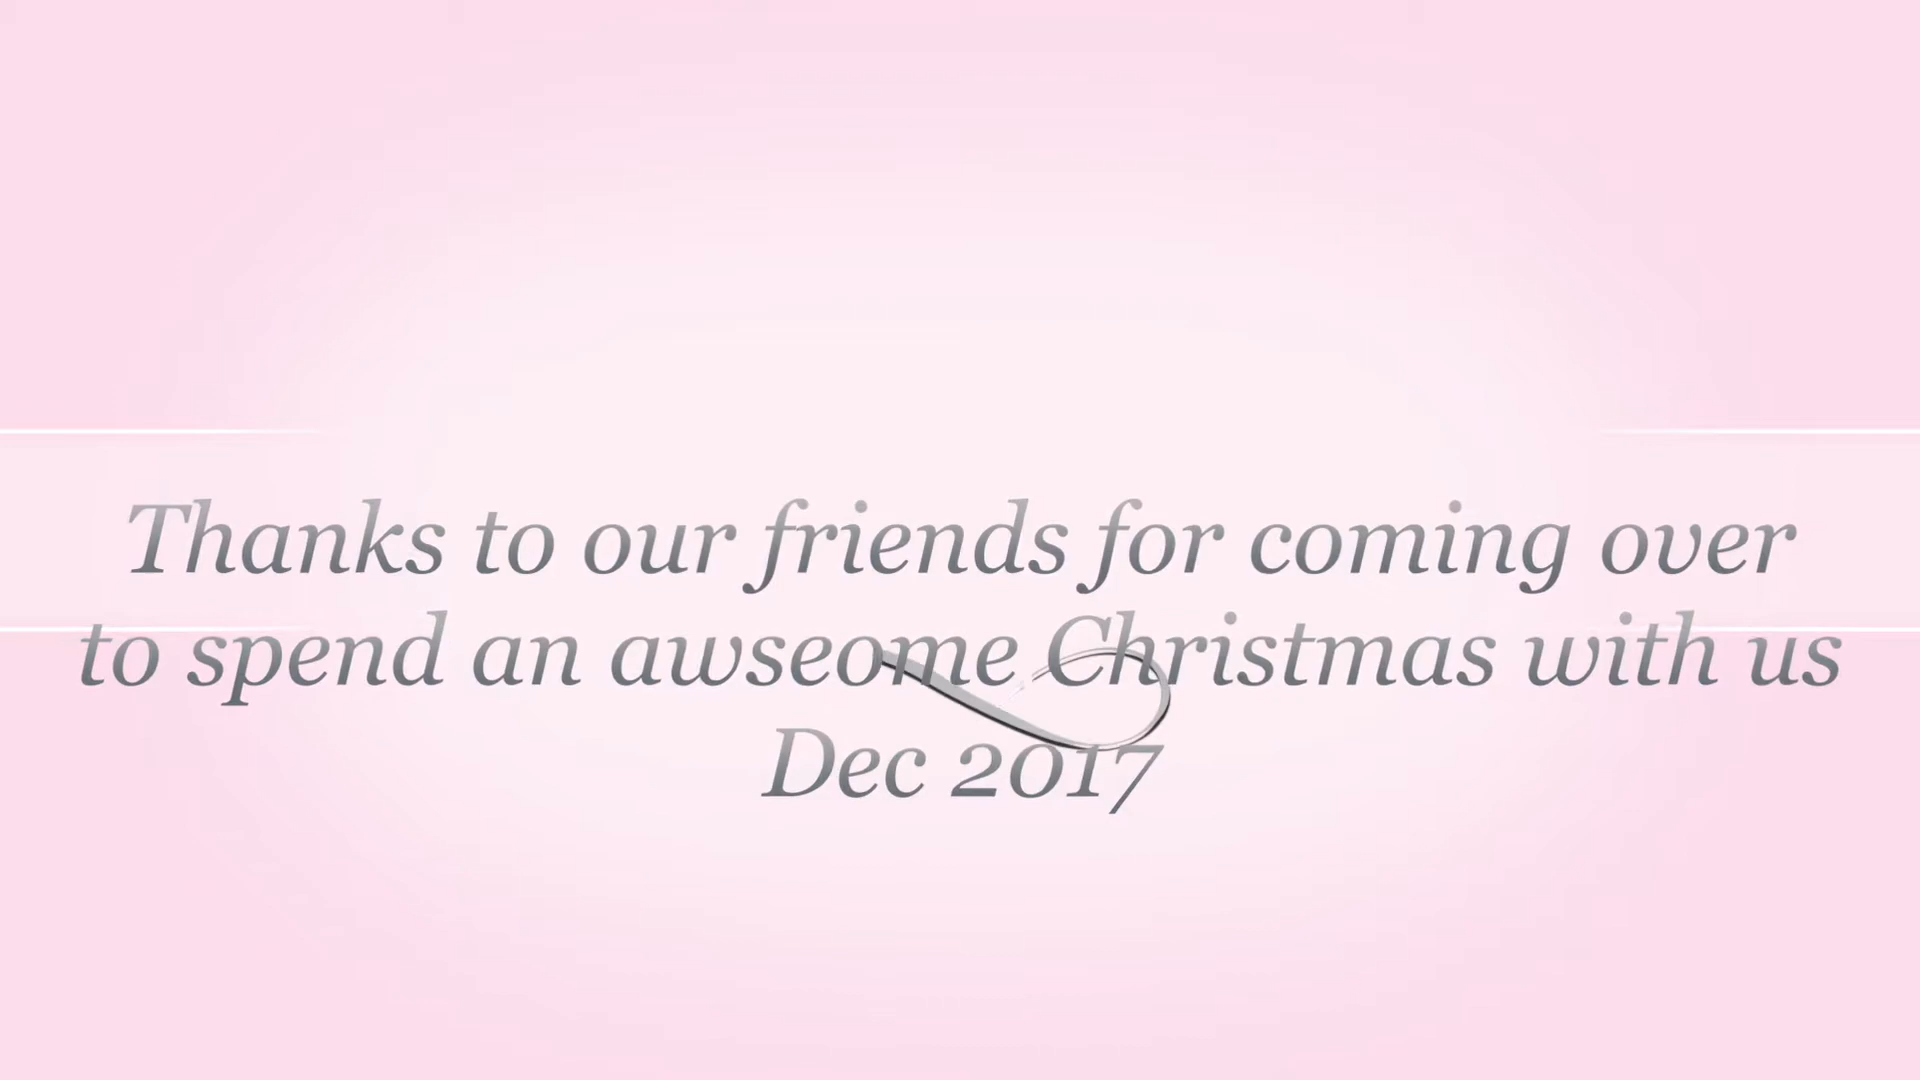 Thanks to our friends for coming over
to spend an awseome Christmas with us
Dec 2017